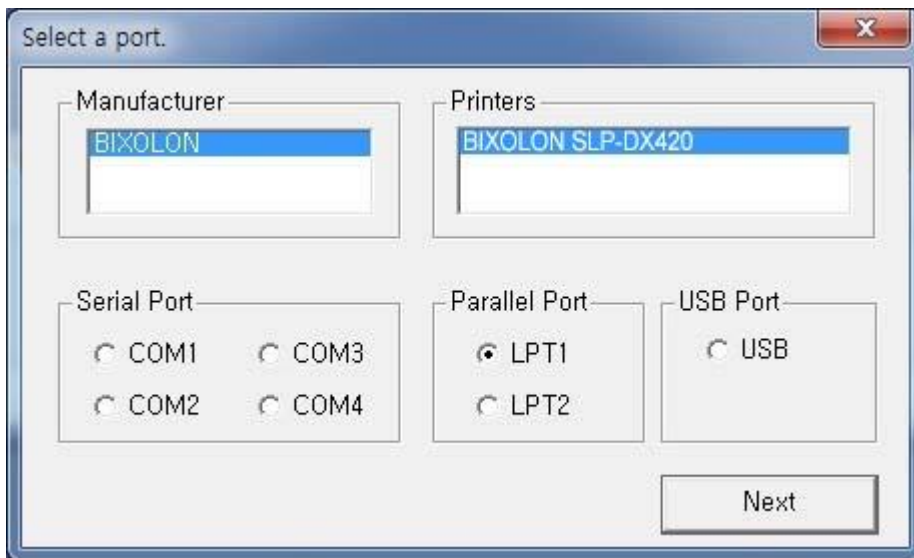 Select a port.
Manufacturer
BIXOLON
Printers
BIXOLON SLP-DX420
Serial Port
COM1 COM3
COM2 COM4
Parallel Port
LPT1
LPT2
USB Port
USB
Next